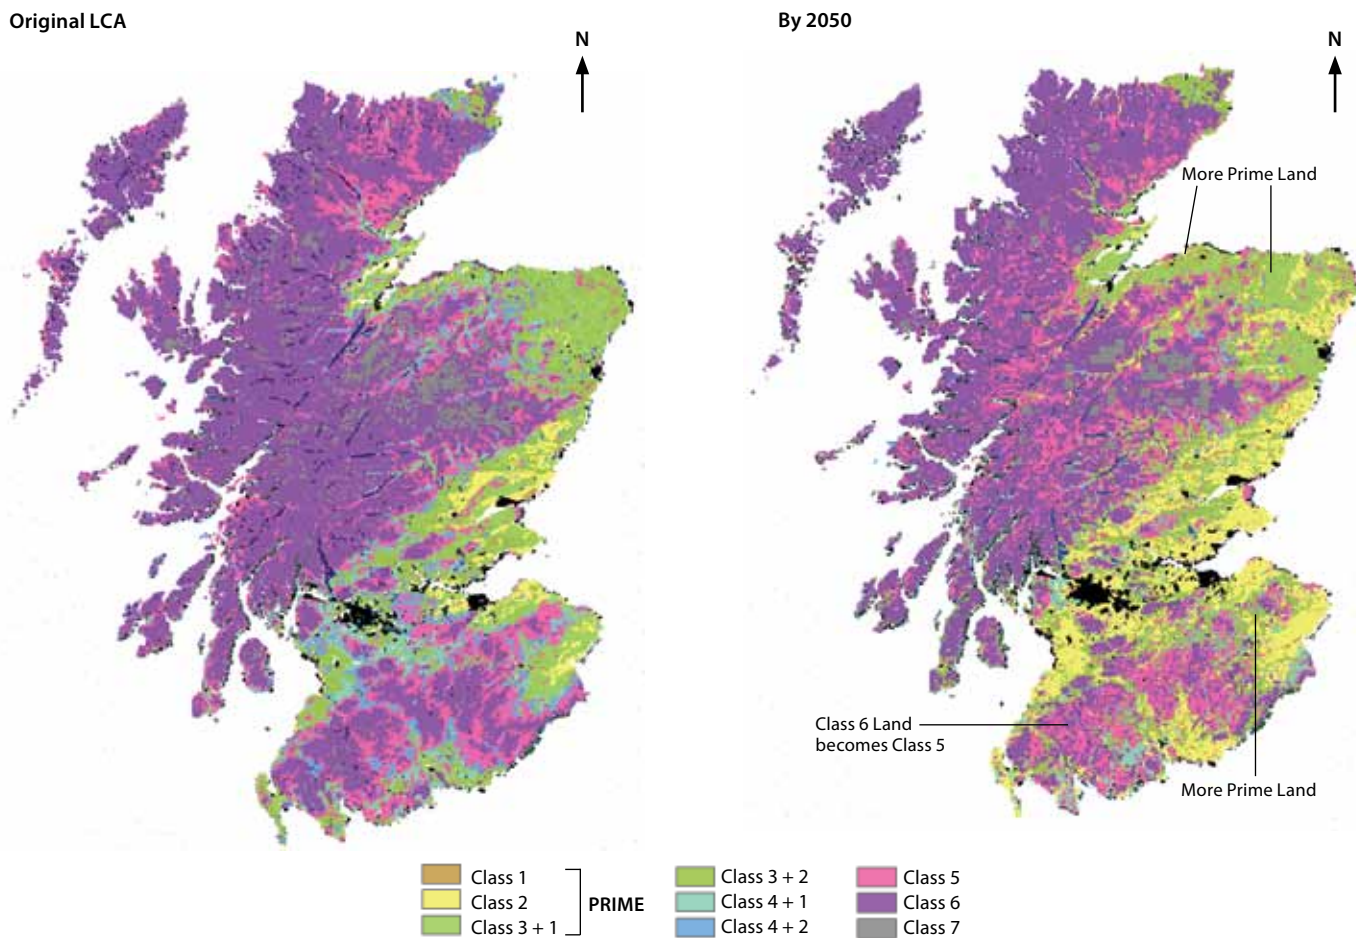 Original LCA
By 2050
N
N
More Prime Land
Class 6 Land
becomes Class 5
More Prime Land
Class 1
Class 2
Class 3 + 1
PRIME
Class 3 + 2
Class 4 + 1
Class 4 + 2
Class 5
Class 6
Class 7